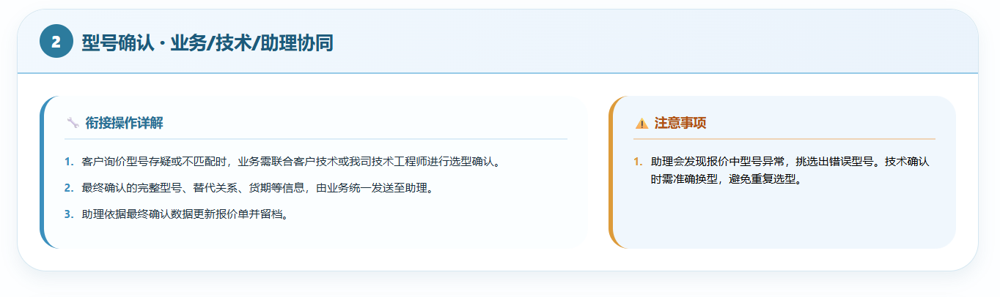 2 型号确认 · 业务/技术/助理协同
衔接操作详解
1. 客户询价型号存疑或不匹配时，业务需联合客户技术或我司技术工程师进行选型确认。
2. 最终确认的完整型号、替代关系、货期等信息，由业务统一发送至助理。
3. 助理依据最终确认数据更新报价单并留档。
注意事项
1. 助理会发现报价中型号异常，挑选出错误型号。技术确认
时需准确换型，避免重复选型。